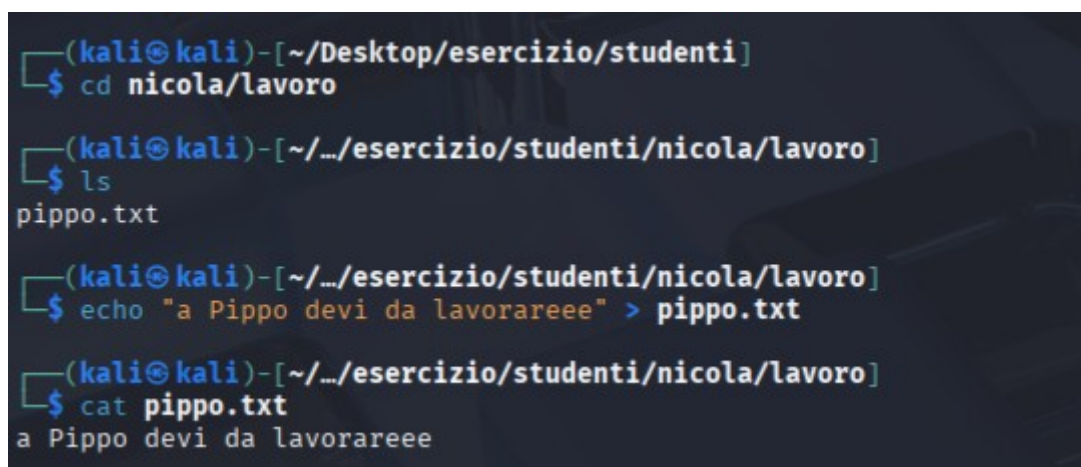 ┌──(kali㉿kali)-[~/Desktop/esercizio/studenti]
└─$ cd nicola/lavoro
┌──(kali㉿kali)-[~/…/esercizio/studenti/nicola/lavoro]
└─$ ls
pippo.txt
┌──(kali㉿kali)-[~/…/esercizio/studenti/nicola/lavoro]
└─$ echo "a Pippo devi da lavorareee" > pippo.txt
┌──(kali㉿kali)-[~/…/esercizio/studenti/nicola/lavoro]
└─$ cat pippo.txt
a Pippo devi da lavorareee